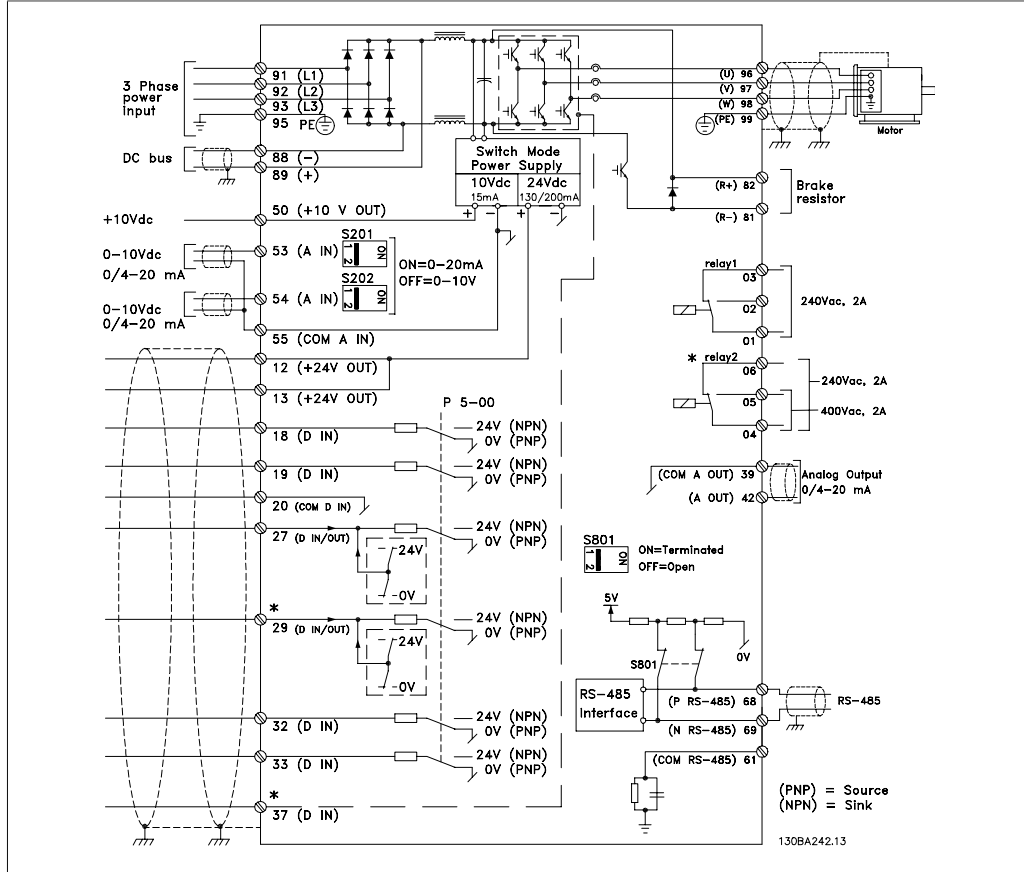 3 Phase
power
input
91 (L1)
92 (L2)
93 (L3)
95 PE
DC bus
88 (-)
89 (+)
+10Vdc
50 (+10 V OUT)
0-10Vdc
0/4-20 mA
53 (A IN)
S201
ON
1 2
S202
ON
1 2
ON=0-20mA
OFF=0-10V
0-10Vdc
0/4-20 mA
54 (A IN)
55 (COM A IN)
12 (+24V OUT)
13 (+24V OUT)
P 5-00
18 (D IN)
24V (NPN)
0V (PNP)
19 (D IN)
24V (NPN)
0V (PNP)
20 (COM D IN)
27 (D IN/OUT)
24V (NPN)
0V (PNP)
24V
0V
*
29 (D IN/OUT)
24V (NPN)
0V (PNP)
24V
0V
32 (D IN)
24V (NPN)
0V (PNP)
33 (D IN)
24V (NPN)
0V (PNP)
*
37 (D IN)
Switch Mode
Power Supply
10Vdc
15mA
24Vdc
130/200mA
+ - + -
(U) 96
(V) 97
(W) 98
(PE) 99
Motor
(R+) 82
(R-) 81
Brake
resistor
relay1
03
02
01
240Vac, 2A
* relay2
06
05
04
240Vac, 2A
400Vac, 2A
(COM A OUT) 39
(A OUT) 42
Analog Output
0/4-20 mA
S801
ON
1 2
ON=Terminated
OFF=Open
5V
0V
S801
RS-485
Interface
(P RS-485) 68
(N RS-485) 69
(COM RS-485) 61
RS-485
(PNP) = Source
(NPN) = Sink
130BA242.13